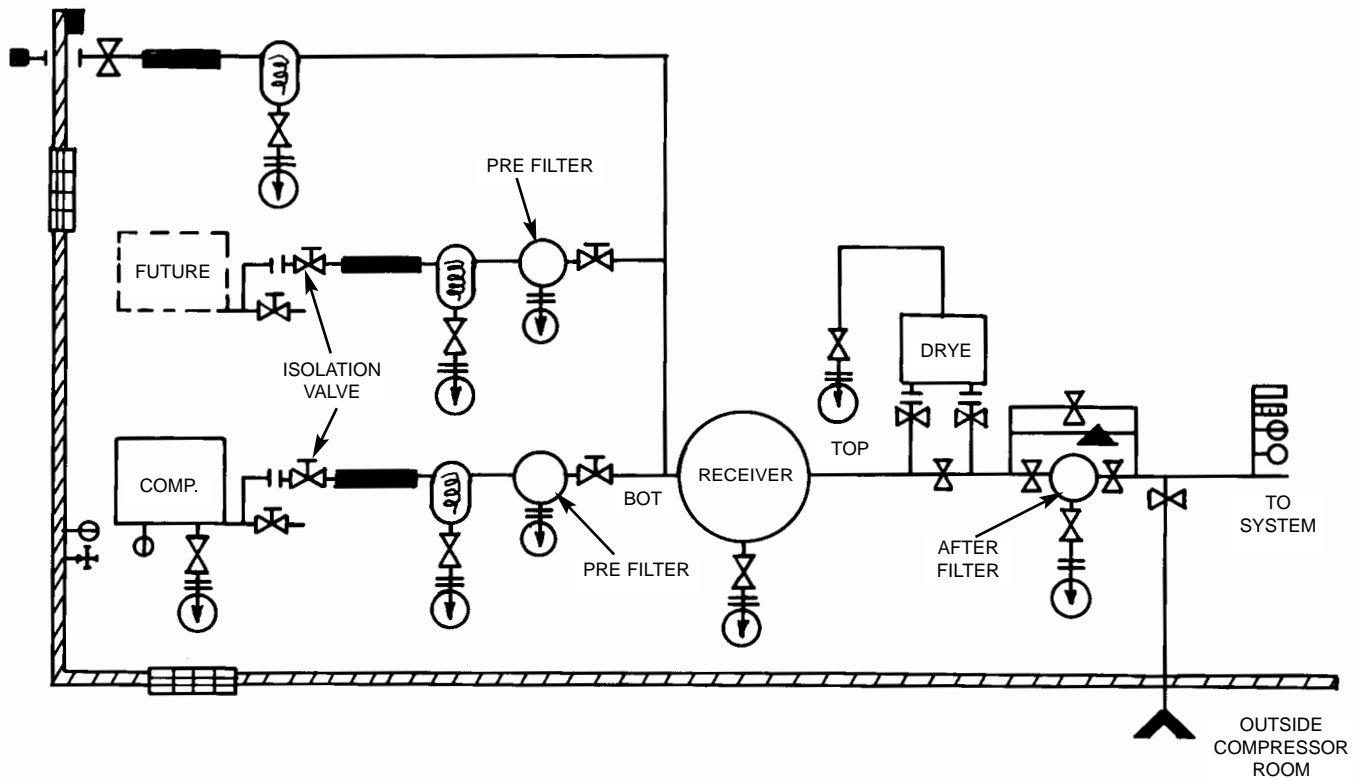 PRE FILTER
FUTURE
ISOLATION
VALVE
DRYE
TOP
COMP.
BOT
RECEIVER
PRE FILTER
AFTER
FILTER
TO
SYSTEM
OUTSIDE
COMPRESSOR
ROOM